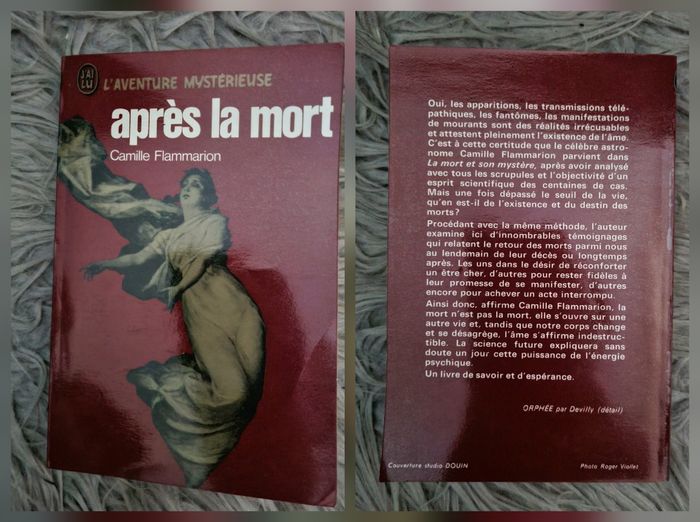 J'AI
LU
L'AVENTURE MYSTÉRIEUSE
après la mort
Camille Flammarion
Oui, les apparitions, les transmissions télé-
pathiques, les fantômes, les manifestations
de mourants sont des réalités irrécusables
et attestent pleinement l'existence de l'âme.
C'est à cette certitude que le célèbre astro-
nome Camille Flammarion parvient dans
La mort et son mystère, après avoir analysé
avec tous les scrupules et l'objectivité d'un
esprit scientifique des centaines de cas.
Mais une fois dépassé le seuil de la vie,
qu'en est-il de l'existence et du destin des
morts?
Procédant avec la même méthode, l'auteur
examine ici d'innombrables témoignages
qui relatent le retour des morts parmi nous
au lendemain de leur décès ou longtemps
après. Les uns dans le désir de réconforter
un être cher, d'autres pour rester fidèles à
leur promesse de se manifester, d'autres
encore pour achever un acte interrompu.
Ainsi donc, affirme Camille Flammarion, la
mort n'est pas la mort, elle s'ouvre sur une
autre vie et, tandis que notre corps change
et se désagrège, l'âme s'affirme indestruc-
tible. La science future expliquera sans
doute un jour cette puissance de l'énergie
psychique.
Un livre de savoir et d'espérance.
ORPHÉE par Devilly (détail)
Couverture studio DOUIN
Photo Roger Viollet